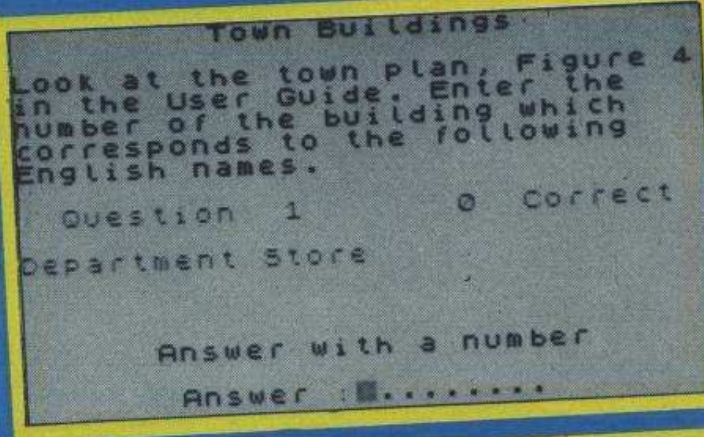 Town Buildings
Look at the town plan, Figure 4
in the User Guide. Enter the
number of the building which
corresponds to the following
English names.
Question 1 0 Correct
Department Store
Answer with a number
Answer :▒........